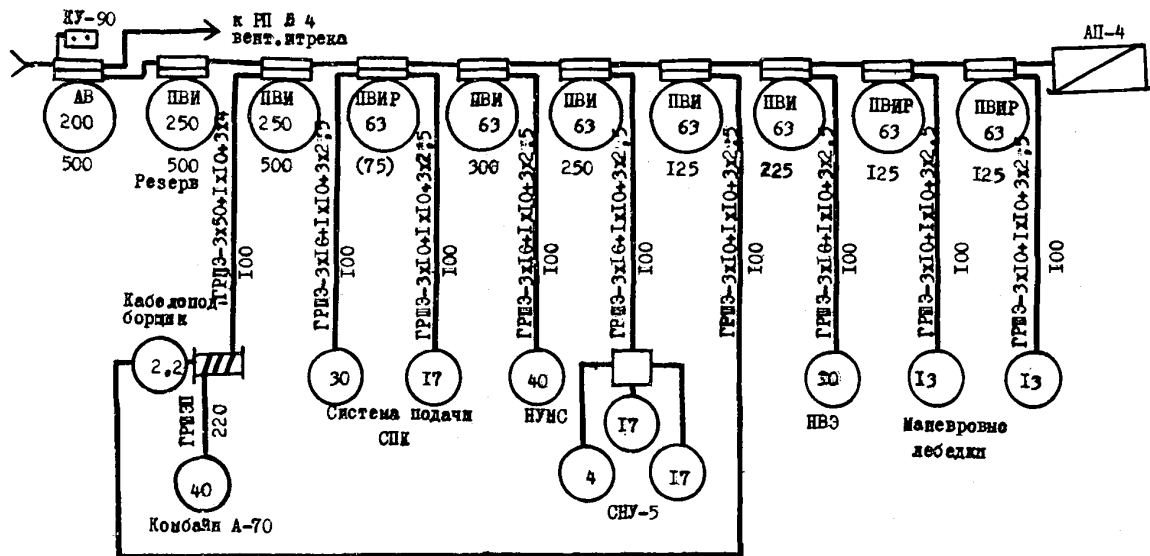 КУ-90
к РП № 4
вент.штрека
АП-4
АВ
200
500
ПВИ
250
500
Резерв
ПВИ
250
500
ПВИР
63
(75)
ПВИ
63
300
ПВИ
63
250
ПВИ
63
125
ПВИ
63
225
ПВИР
63
125
ПВИР
63
125
ГРШЭ-3х50+1х10+3х4
100
ГРШЭ-3х16+1х10+3х2,5
100
ГРШЭ-3х10+1х10+3х2,5
100
ГРШЭ-3х16+1х10+3х2,5
100
ГРШЭ-3х16+1х10+3х2,5
100
ГРШЭ-3х10+1х10+3х2,5
100
ГРШЭ-3х16+1х10+3х2,5
100
ГРШЭ-3х10+1х10+3х2,5
100
ГРШЭ-3х10+1х10+3х2,5
100
Кабелепод
борщик
2,2
220
40
Комбайн А-70
30
17
Система подачи
СПК
40
НУМС
4
17
17
СНУ-5
30
НВЭ
13
13
Маневровые
лебедки